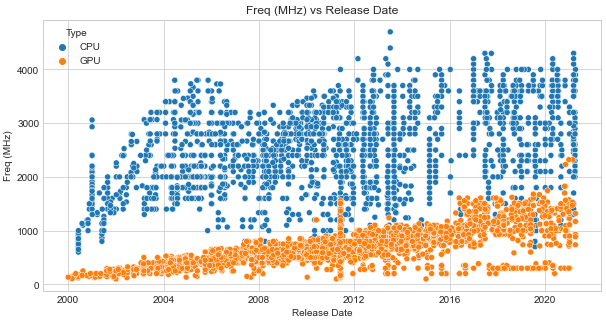 Freq (MHz) vs Release Date
Type
CPU
GPU
4000
3000
2000
1000
0
Freq (MHz)
2000 2004 2008 2012 2016 2020
Release Date